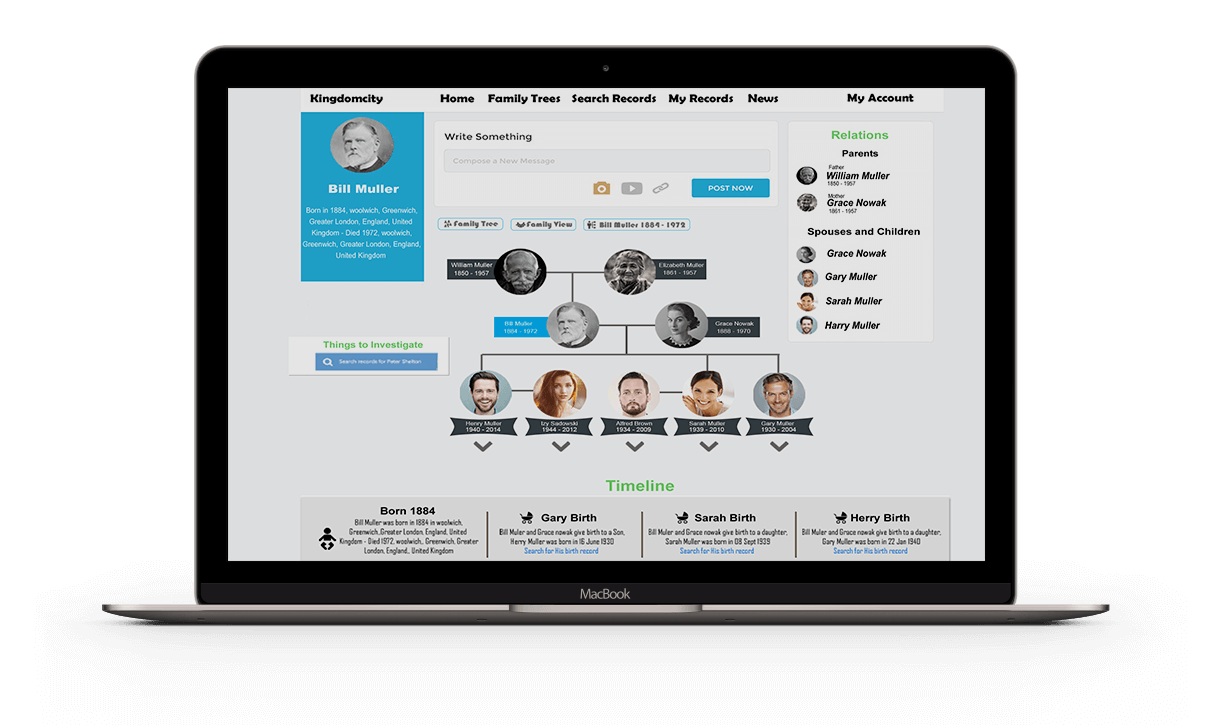 Kingdomcity
Home Family Trees Search Records My Records News
My Account
Bill Muller
Born in 1884, woolwich, Greenwich,
Greater London, England, United
Kingdom - Died 1972, woolwich,
Greenwich, Greater London, England,
United Kingdom
Write Something
Compose a New Message
POST NOW
Family Tree
Family View
Bill Muller 1884 - 1972
Relations
Parents
Father
William Muller
1850 - 1957
Mother
Grace Nowak
1861 - 1957
Spouses and Children
Grace Nowak
Gary Muller
Sarah Muller
Harry Muller
William Muller
1850 - 1957
Elizabeth Muller
1861 - 1957
Bill Muller
1884 - 1972
Grace Nowak
1888 - 1970
Things to Investigate
Search records for Peter Shelton
Henry Muller
1940 - 2014
Izy Sadowski
1944 - 2012
Alfred Brown
1934 - 2009
Sarah Muller
1939 - 2010
Gary Muller
1930 - 2004
Timeline
Born 1884
Bill Muller was born in 1884 in woolwich,
Greenwich,,Greater London, England, United
Kingdom - Died 1972, woolwich, , Greenwich, Greater
London, England,, United Kingdom
Gary Birth
Bill Muler and Grace nowak give birth to a Son,
Herry Muller was born in 16 June 1930
Search for His birth record
Sarah Birth
Bill Muler and Grace nowak give birth to a daughter,
Sarah Muller was born in 08 Sept 1939
Search for His birth record
Herry Birth
Bill Muler and Grace nowak give birth to a daughter,
Gary Muller was born in 22 Jan 1940
Search for His birth record
MacBook